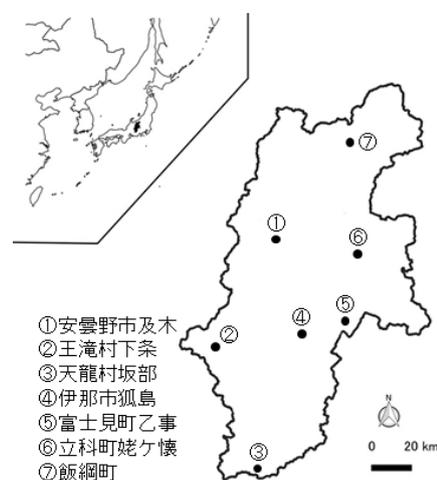 ⑦
①
⑥
⑤
④
②
③
①安曇野市及木
②王滝村下条
③天龍村坂部
④伊那市狐島
⑤富士見町乙事
⑥立科町姥ケ懐
⑦飯綱町
N
0 20 km